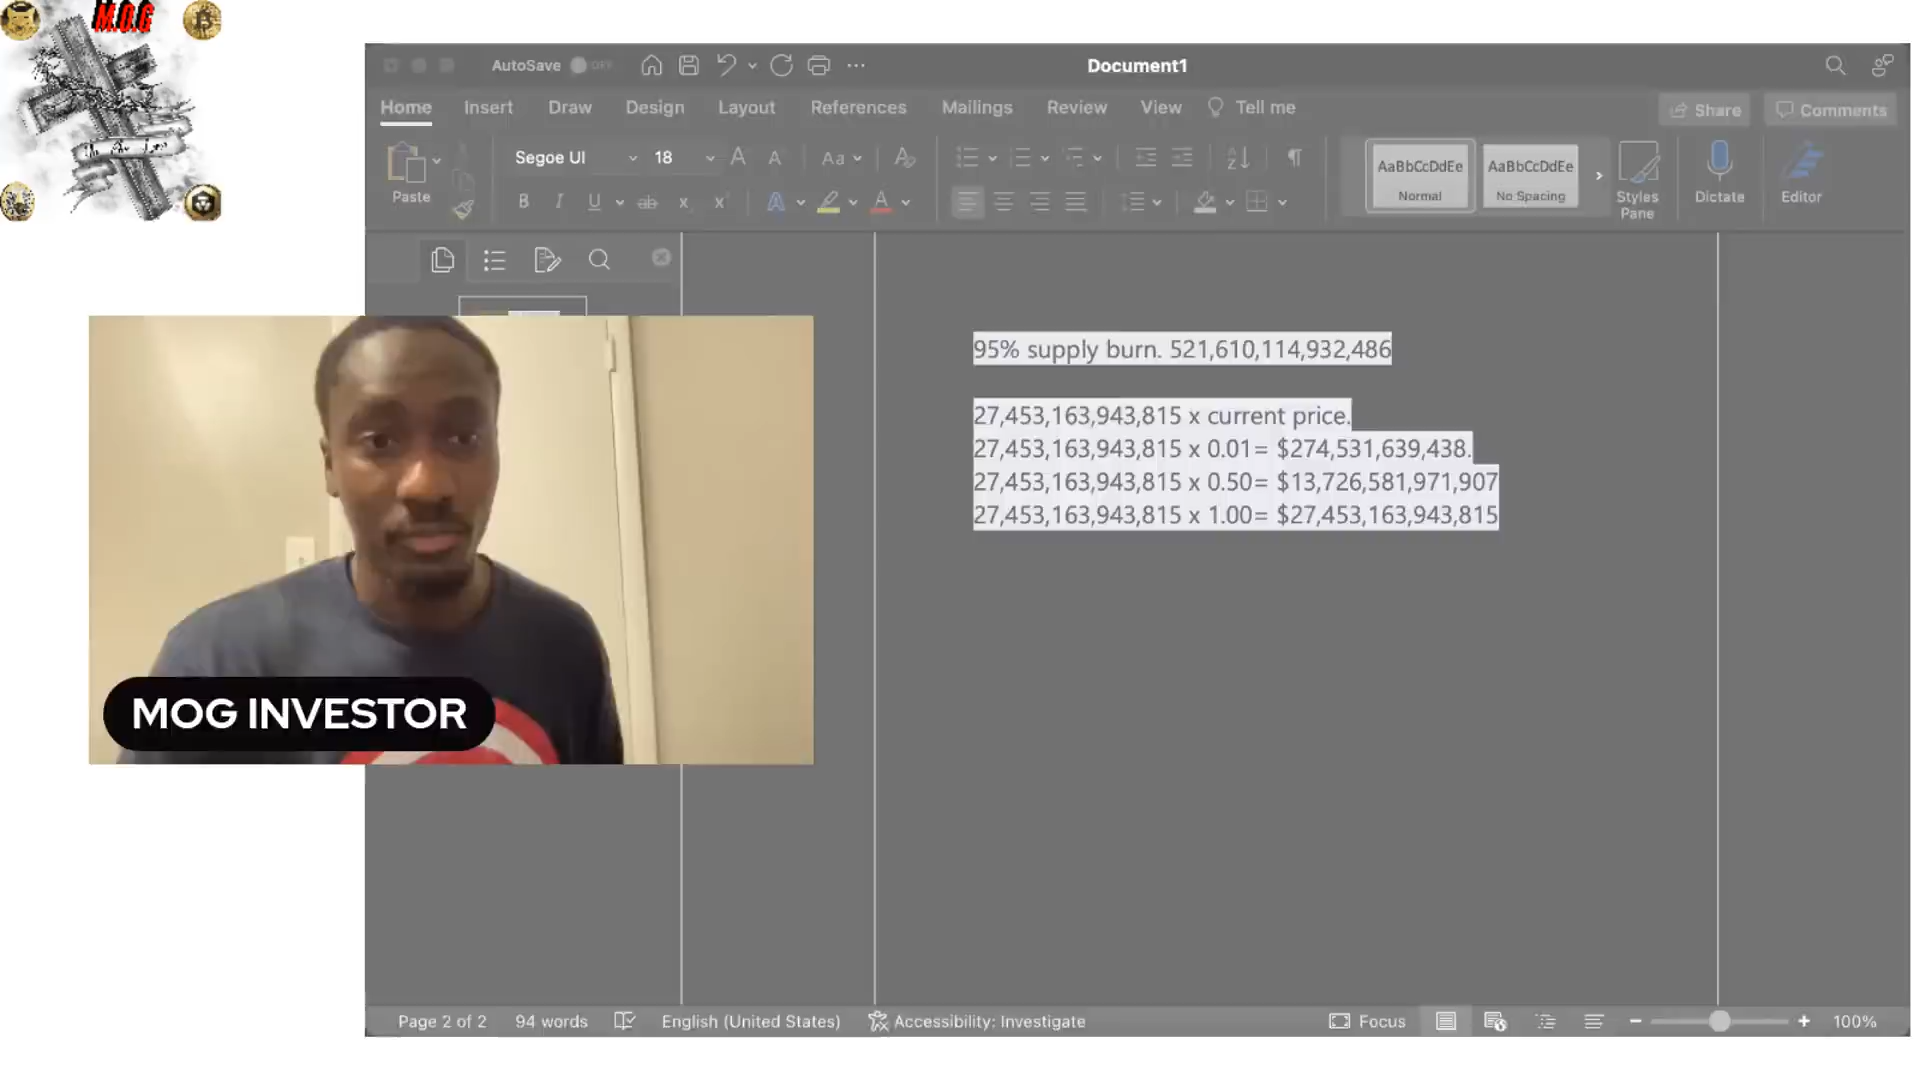 M.O.G
AutoSave OFF
Document1
Home Insert Draw Design Layout References Mailings Review View Tell me
Share Comments
Paste
Segoe UI 18
AaBbCcDdEe
Normal
AaBbCcDdEe
No Spacing
Styles
Pane
Dictate
Editor
95% supply burn. 521,610,114,932,486
27,453,163,943,815 x current price.
27,453,163,943,815 x 0.01= $274,531,639,438.
27,453,163,943,815 x 0.50= $13,726,581,971,907
27,453,163,943,815 x 1.00= $27,453,163,943,815
MOG INVESTOR
Page 2 of 2 94 words English (United States) Accessibility: Investigate Focus 100%